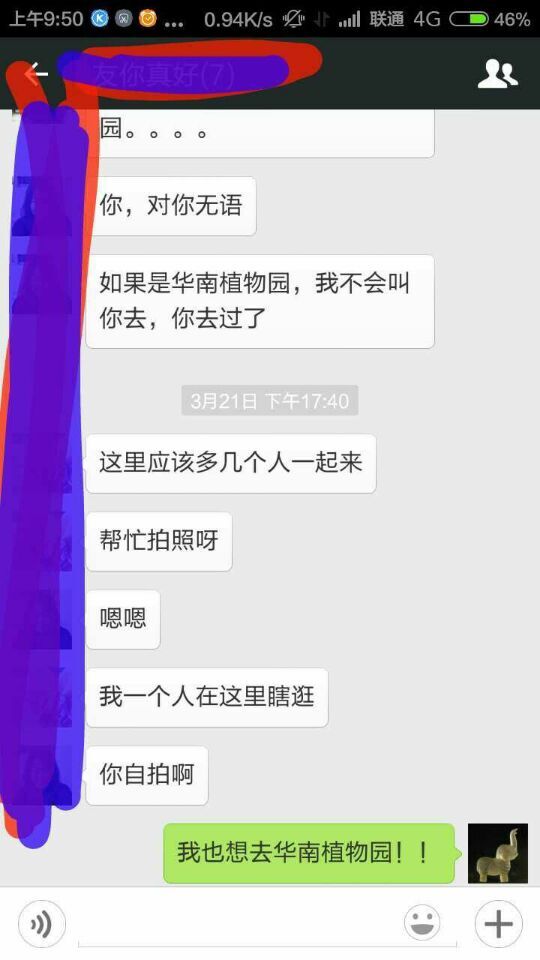 上午9:50 ... 0.94K/s 联通 4G 46%
友你真好(7)
园。。。。
你，对你无语
如果是华南植物园，我不会叫
你去，你去过了
3月21日 下午17:40
这里应该多几个人一起来
帮忙拍照呀
嗯嗯
我一个人在这里瞎逛
你自拍啊
我也想去华南植物园！！